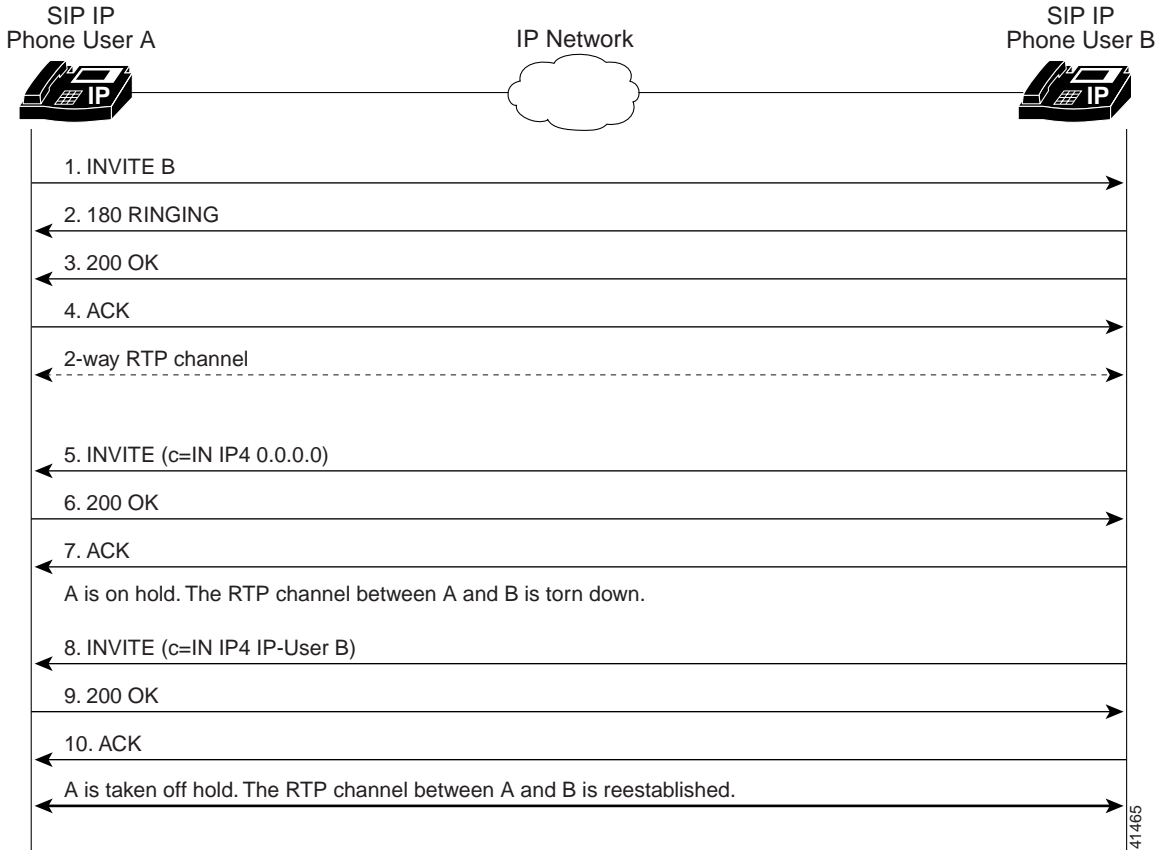 SIP IP
Phone User A
IP Network
SIP IP
Phone User B
IP
IP
1. INVITE B
2. 180 RINGING
3. 200 OK
4. ACK
2-way RTP channel
5. INVITE (c=IN IP4 0.0.0.0)
6. 200 OK
7. ACK
A is on hold. The RTP channel between A and B is torn down.
8. INVITE (c=IN IP4 IP-User B)
9. 200 OK
10. ACK
A is taken off hold. The RTP channel between A and B is reestablished.
41465